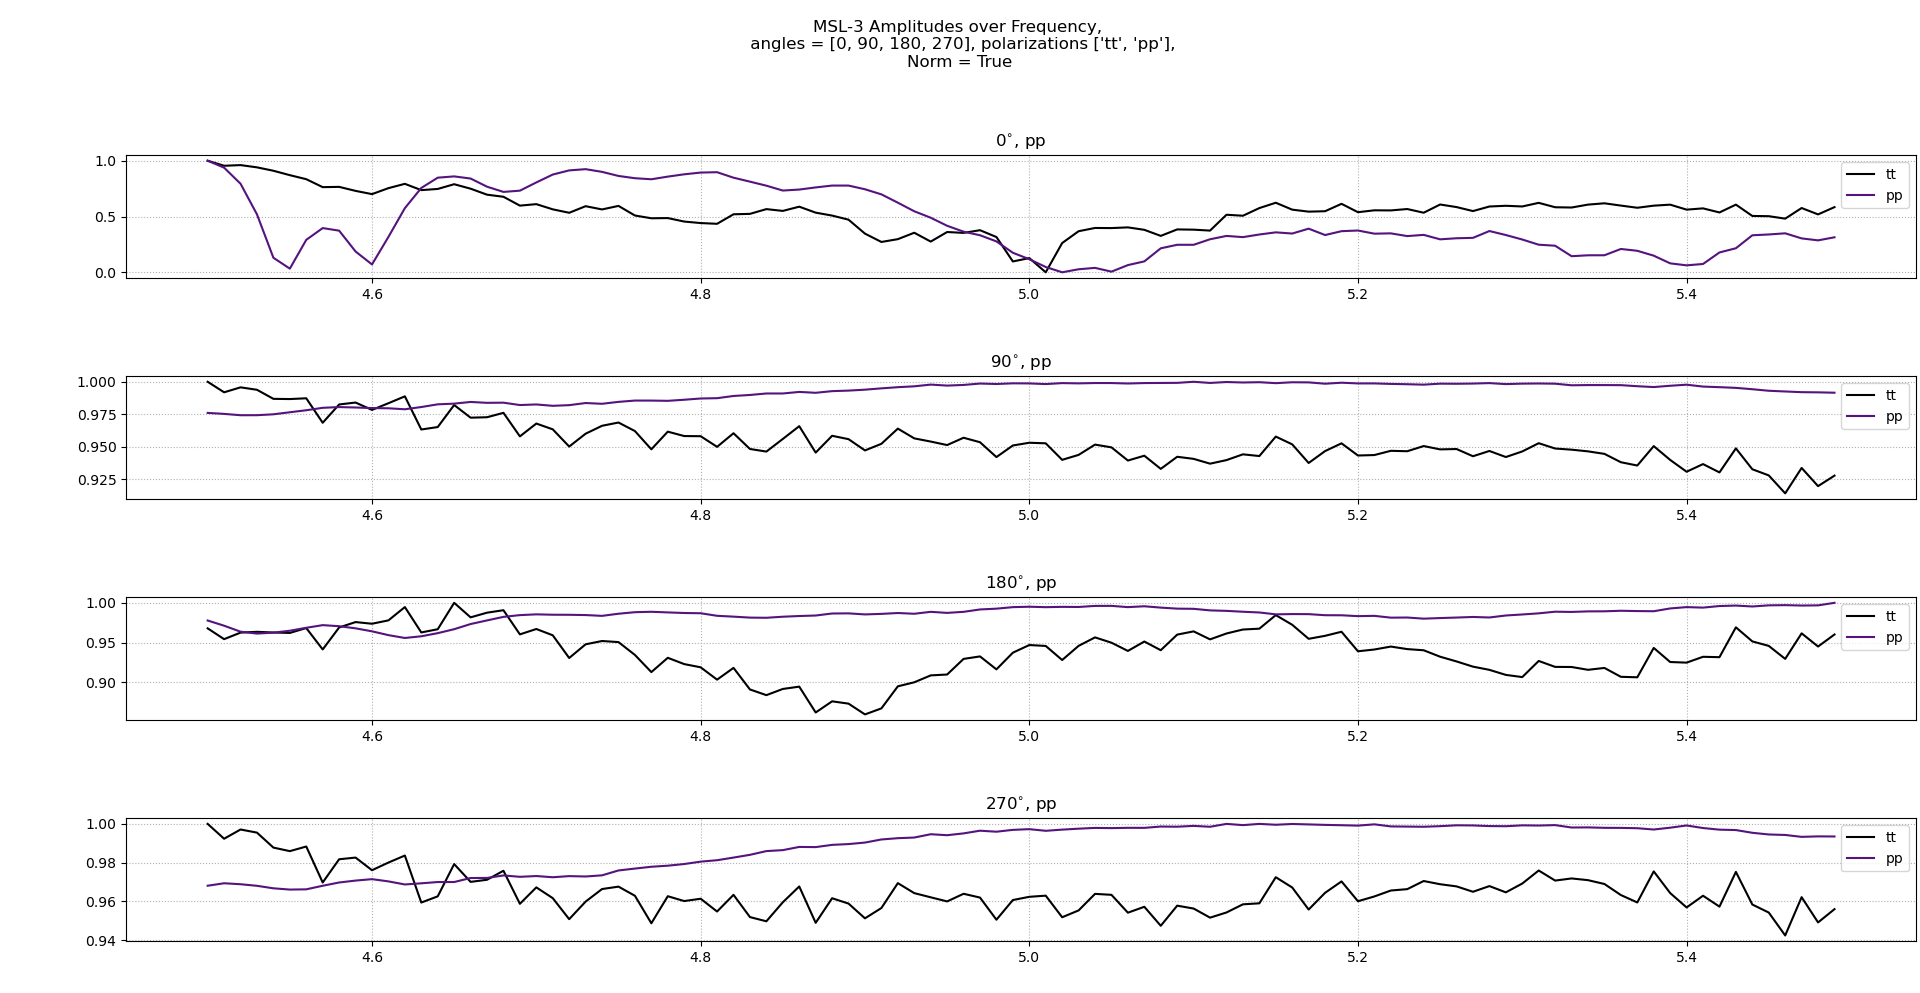 MSL-3 Amplitudes over Frequency,
angles = [0, 90, 180, 270], polarizations ['tt', 'pp'],
Norm = True
0°, pp
1.0
0.5
0.0
tt
pp
4.6 4.8 5.0 5.2 5.4
90°, pp
1.000
0.975
0.950
0.925
tt
pp
4.6 4.8 5.0 5.2 5.4
180°, pp
1.00
0.95
0.90
tt
pp
4.6 4.8 5.0 5.2 5.4
270°, pp
1.00
0.98
0.96
0.94
tt
pp
4.6 4.8 5.0 5.2 5.4